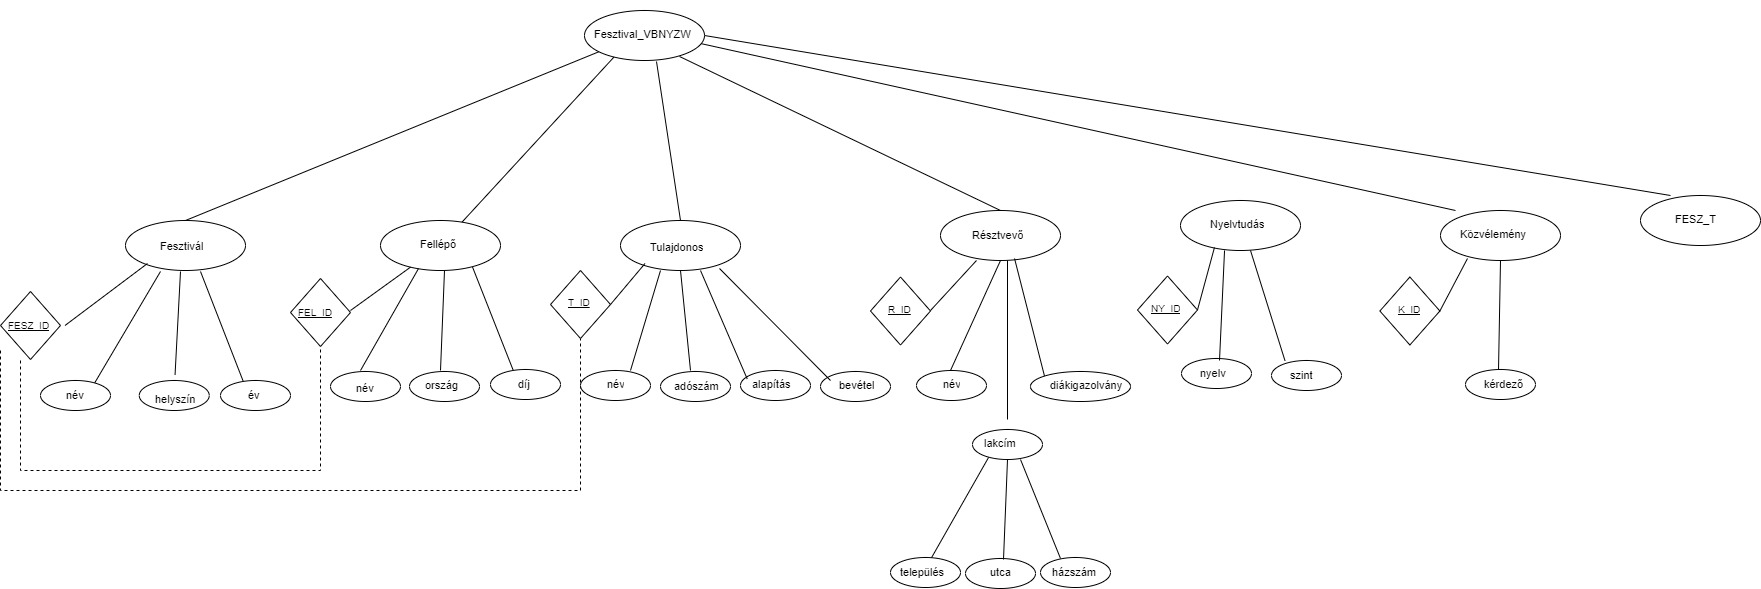 Fesztival_VBNYZW
Fesztivál
Fellépő
Tulajdonos
Résztvevő
Nyelvtudás
Közvélemény
FESZ_T
FESZ_ID
FEL_ID
T_ID
R_ID
NY_ID
K_ID
név
helyszín
év
név
ország
díj
név
adószám
alapítás
bevétel
név
diákigazolvány
nyelv
szint
kérdező
lakcím
település
utca
házszám